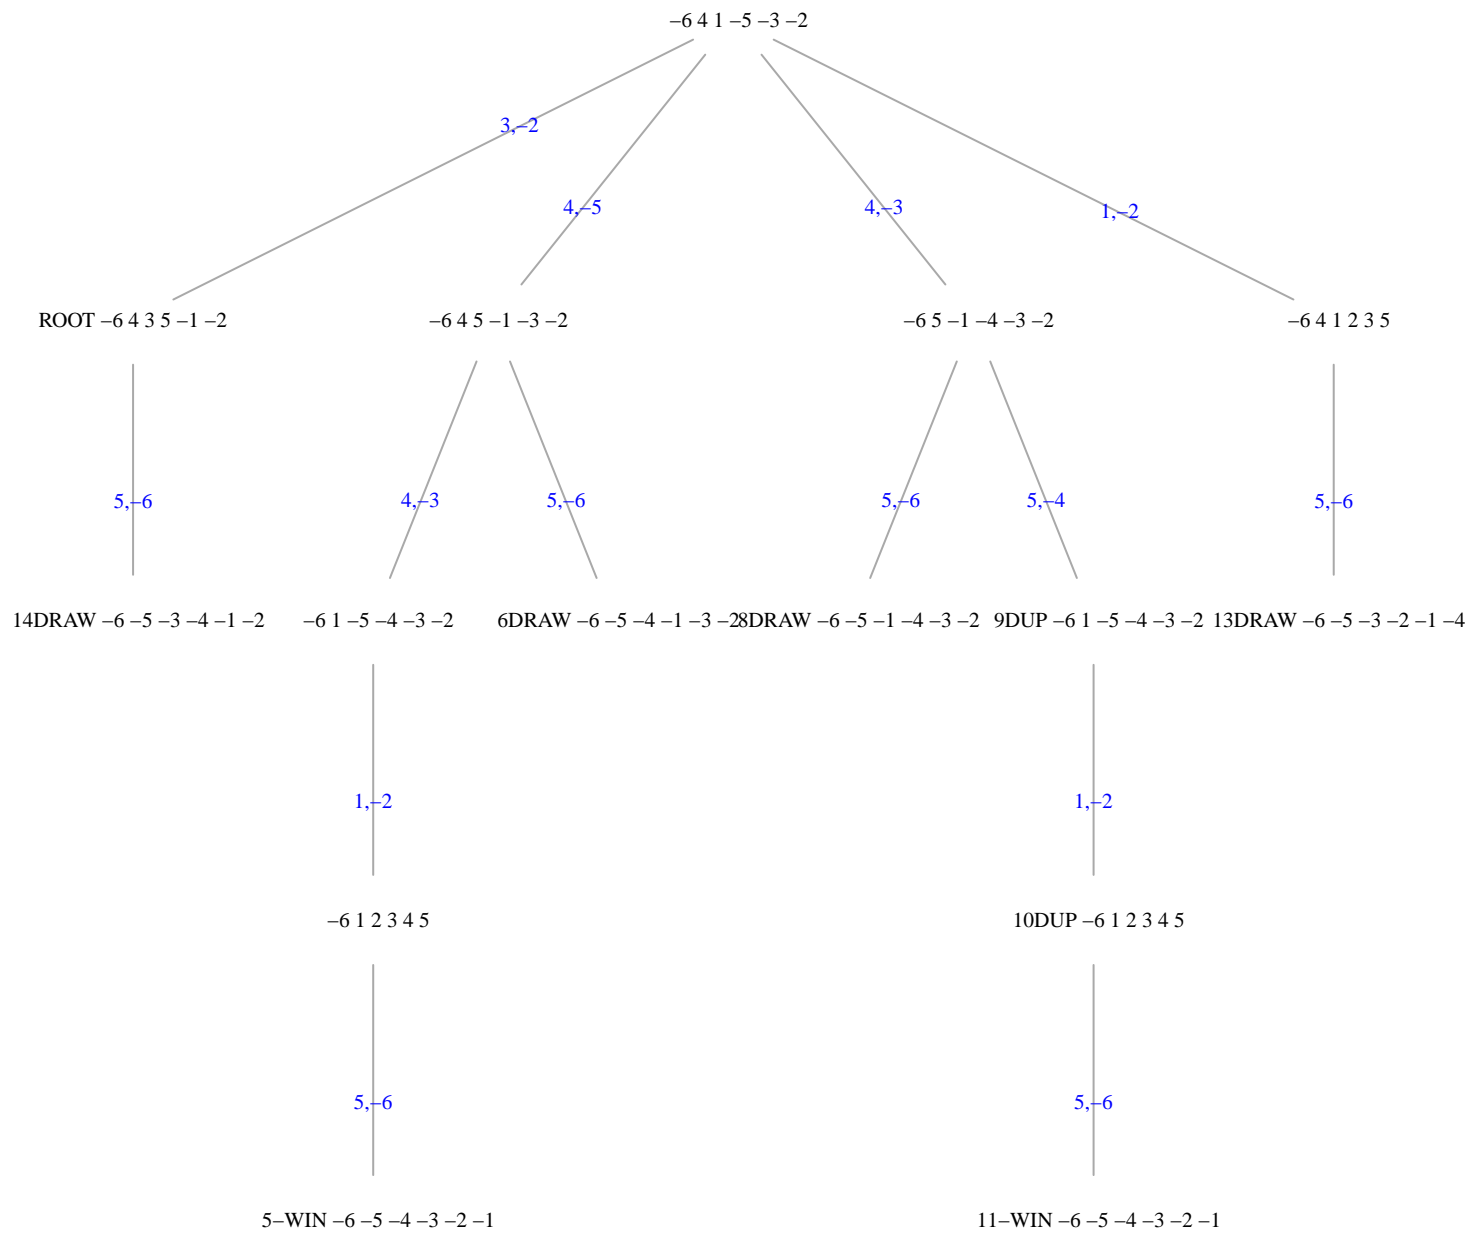 −6 4 1 −5 −3 −2
3,−2
4,−5
4,−3
1,−2
ROOT −6 4 3 5 −1 −2
−6 4 5 −1 −3 −2
−6 5 −1 −4 −3 −2
−6 4 1 2 3 5
5,−6
4,−3
5,−6
5,−6
5,−4
5,−6
14DRAW −6 −5 −3 −4 −1 −2
−6 1 −5 −4 −3 −2
6DRAW −6 −5 −4 −1 −3 −2
8DRAW −6 −5 −1 −4 −3 −2
9DUP −6 1 −5 −4 −3 −2
13DRAW −6 −5 −3 −2 −1 −4
1,−2
1,−2
−6 1 2 3 4 5
10DUP −6 1 2 3 4 5
5,−6
5,−6
5−WIN −6 −5 −4 −3 −2 −1
11−WIN −6 −5 −4 −3 −2 −1